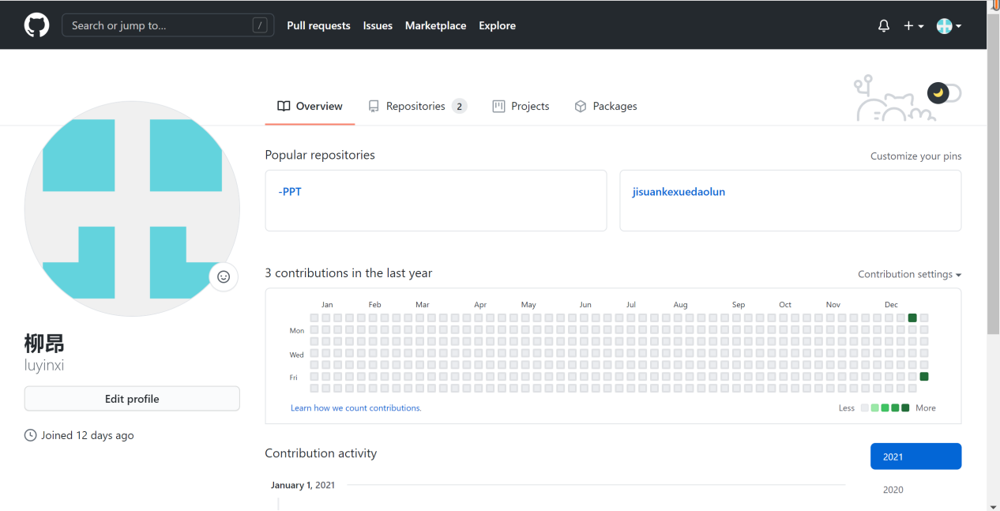 Search or jump to... /
Pull requests
Issues
Marketplace
Explore
Overview
Repositories 2
Projects
Packages
柳昂
luyinxi
Edit profile
Joined 12 days ago
Popular repositories
Customize your pins
-PPT
jisuankexuedaolun
3 contributions in the last year
Contribution settings
Jan Feb Mar Apr May Jun Jul Aug Sep Oct Nov Dec
Mon
Wed
Fri
Learn how we count contributions.
Less More
Contribution activity
2021
January 1, 2021
2020